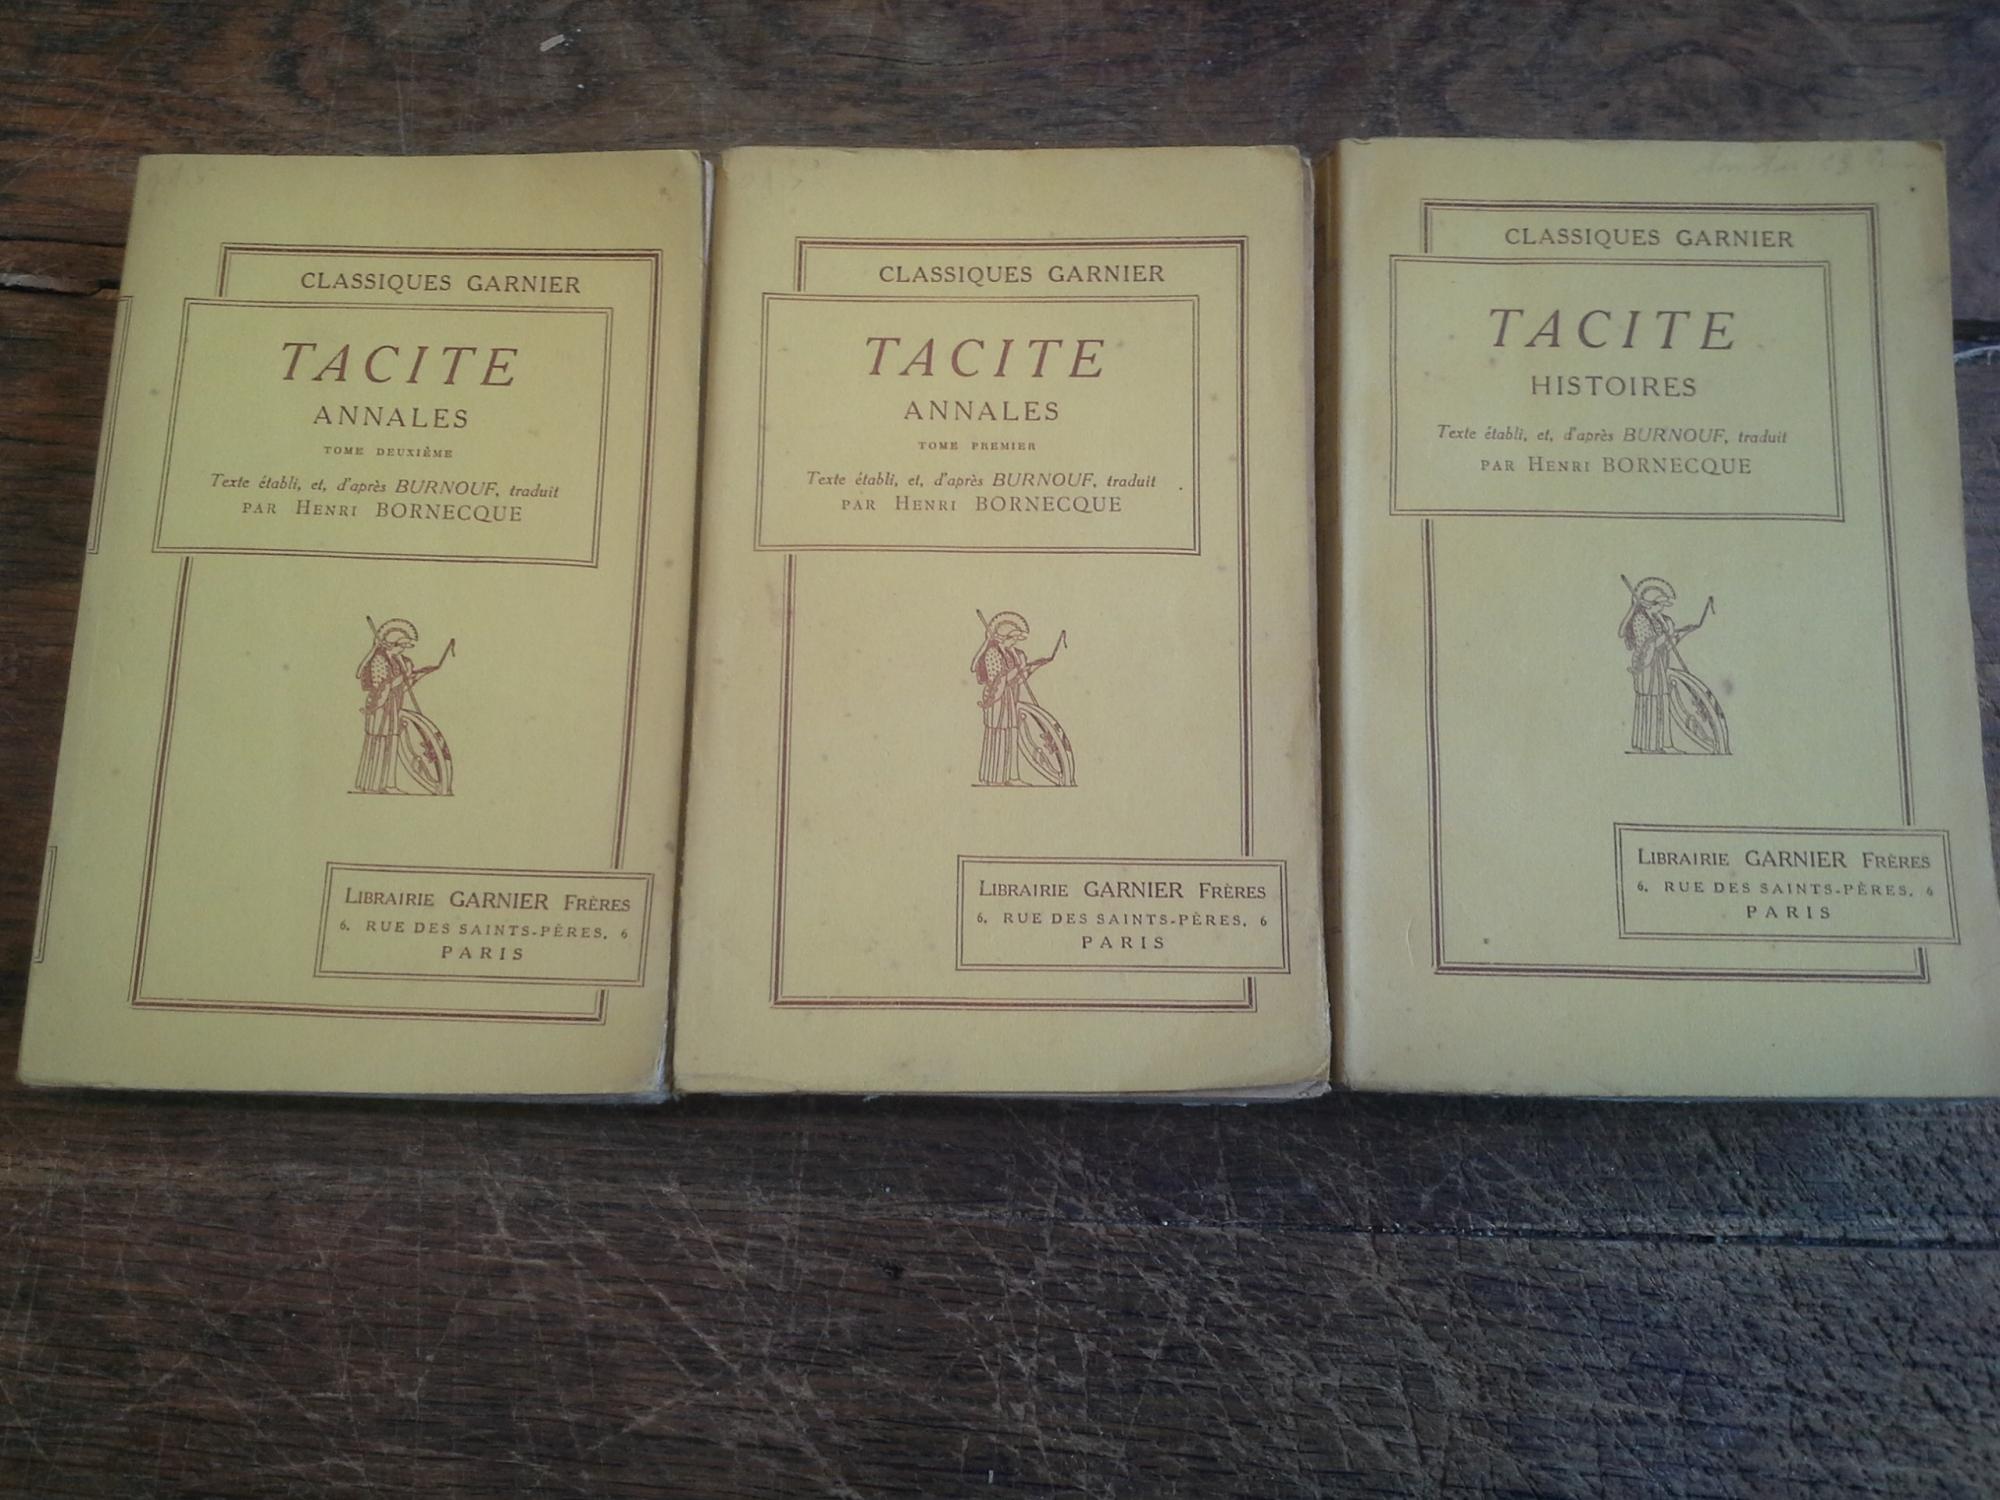 CLASSIQUES GARNIER
TACITE
ANNALES
TOME DEUXIÈME
Texte établi, et, d'après BURNOUF, traduit
PAR HENRI BORNECQUE
LIBRAIRIE GARNIER FRÈRES
6, RUE DES SAINTS-PÈRES, 6
PARIS
CLASSIQUES GARNIER
TACITE
ANNALES
TOME PREMIER
Texte établi, et, d'après BURNOUF, traduit
PAR HENRI BORNECQUE
LIBRAIRIE GARNIER FRÈRES
6, RUE DES SAINTS-PÈRES, 6
PARIS
CLASSIQUES GARNIER
TACITE
HISTOIRES
Texte établi, et, d'après BURNOUF, traduit
PAR HENRI BORNECQUE
LIBRAIRIE GARNIER FRÈRES
6, RUE DES SAINTS-PÈRES, 6
PARIS